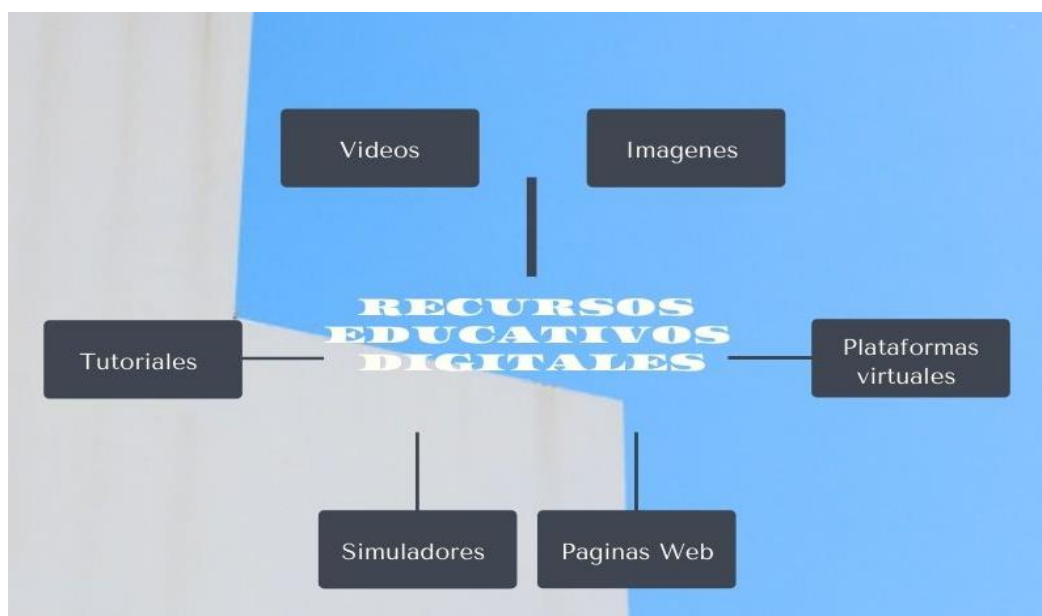 Videos
Imagenes
RECURSOS
EDUCATIVOS
DIGITALES
Tutoriales
Plataformas
virtuales
Simuladores
Paginas Web